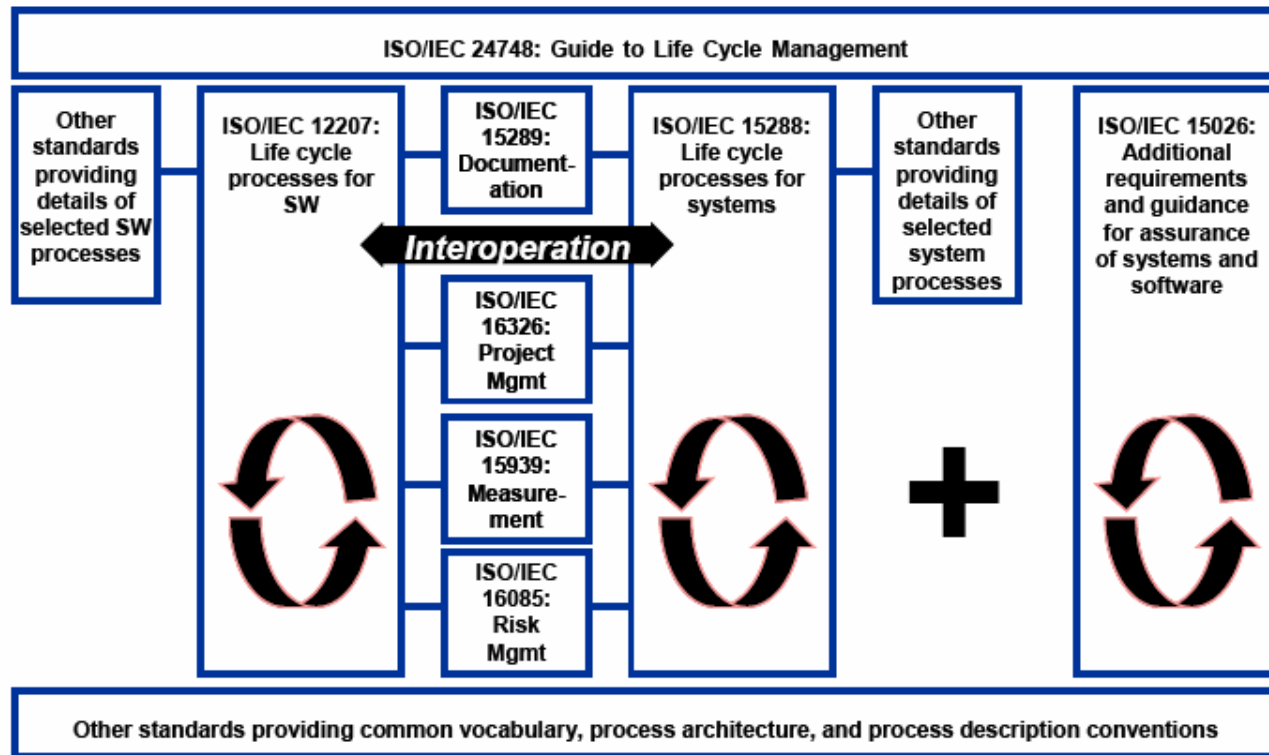 ISO/IEC 24748: Guide to Life Cycle Management
Other
standards
providing
details of
selected SW
processes
ISO/IEC 12207:
Life cycle
processes for
SW
ISO/IEC
15289:
Document-
ation
ISO/IEC 15288:
Life cycle
processes for
systems
Other
standards
providing
details of
selected
system
processes
ISO/IEC 15026:
Additional
requirements
and guidance
for assurance
of systems and
software
Interoperation
ISO/IEC
16326:
Project
Mgmt
ISO/IEC
15939:
Measure-
ment
ISO/IEC
16085:
Risk
Mgmt
Other standards providing common vocabulary, process architecture, and process description conventions